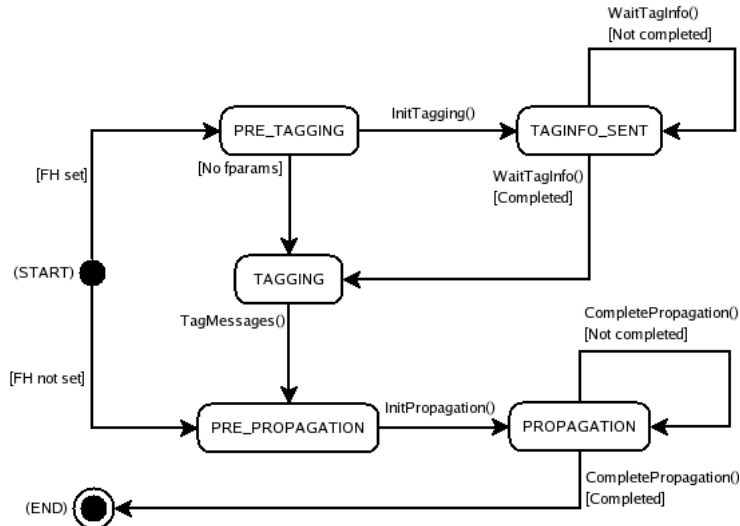 WaitTagInfo()
[Not completed]
PRE_TAGGING
InitTagging()
TAGINFO_SENT
[FH set]
[No fparams]
WaitTagInfo()
[Completed]
(START)
TAGGING
TagMessages()
CompletePropagation()
[Not completed]
[FH not set]
PRE_PROPAGATION
InitPropagation()
PROPAGATION
CompletePropagation()
[Completed]
(END)